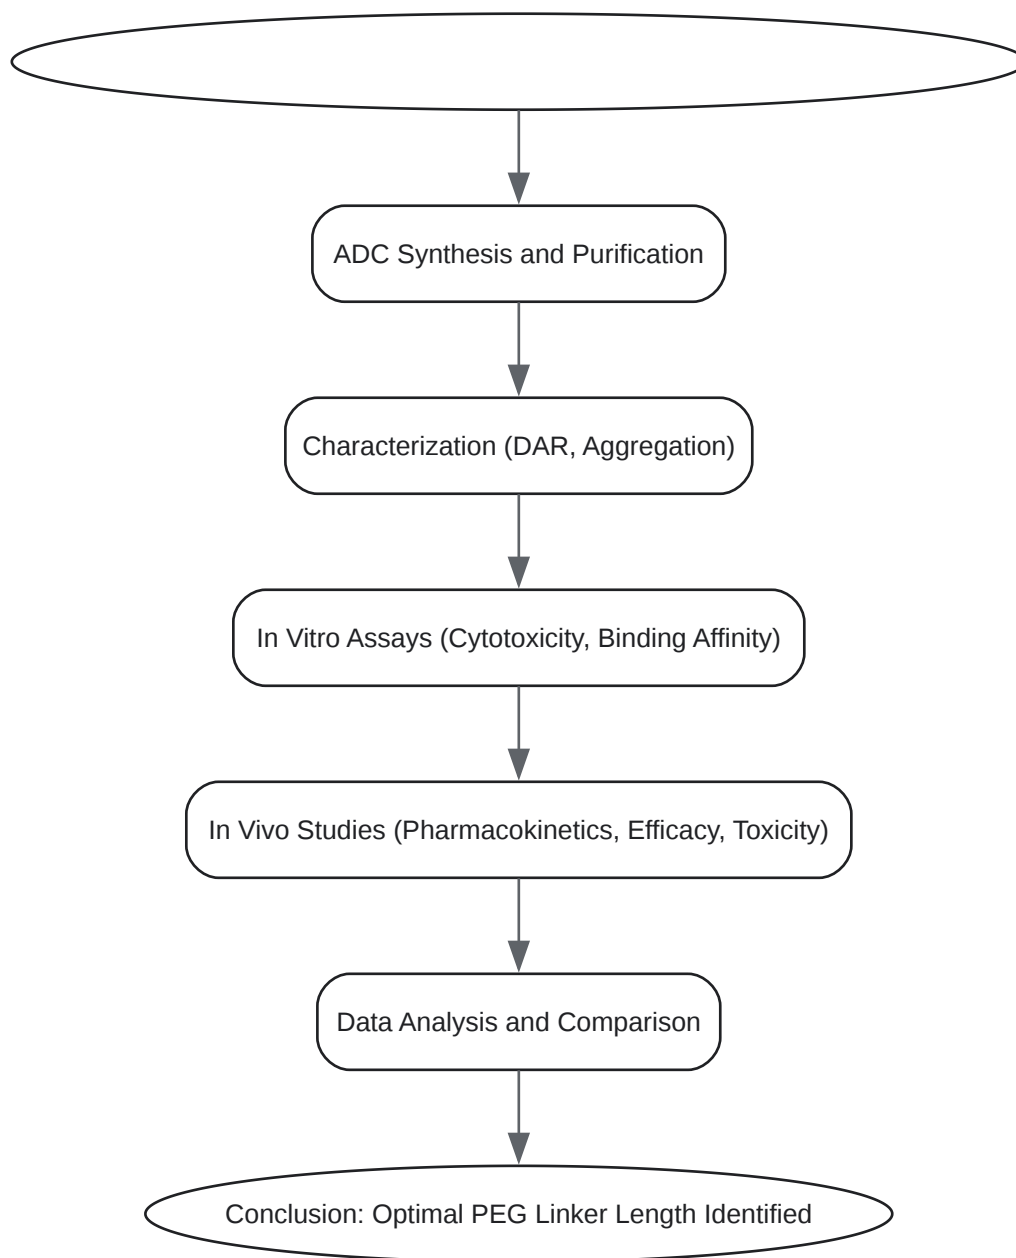 ADC Synthesis and Purification
Characterization (DAR, Aggregation)
In Vitro Assays (Cytotoxicity, Binding Affinity)
In Vivo Studies (Pharmacokinetics, Efficacy, Toxicity)
Data Analysis and Comparison
Conclusion: Optimal PEG Linker Length Identified